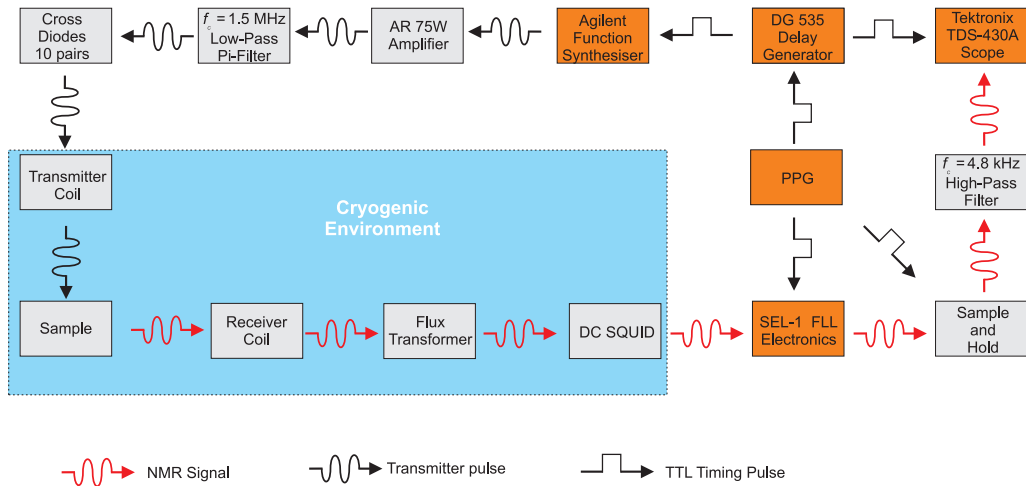 Cross
Diodes
10 pairs
f_c = 1.5 MHz
Low-Pass
Pi-Filter
AR 75W
Amplifier
Agilent
Function
Synthesiser
DG 535
Delay
Generator
Tektronix
TDS-430A
Scope
Transmitter
Coil
Cryogenic
Environment
PPG
f_c = 4.8 kHz
High-Pass
Filter
Sample
Receiver
Coil
Flux
Transformer
DC SQUID
SEL-1 FLL
Electronics
Sample
and
Hold
NMR Signal
Transmitter pulse
TTL Timing Pulse